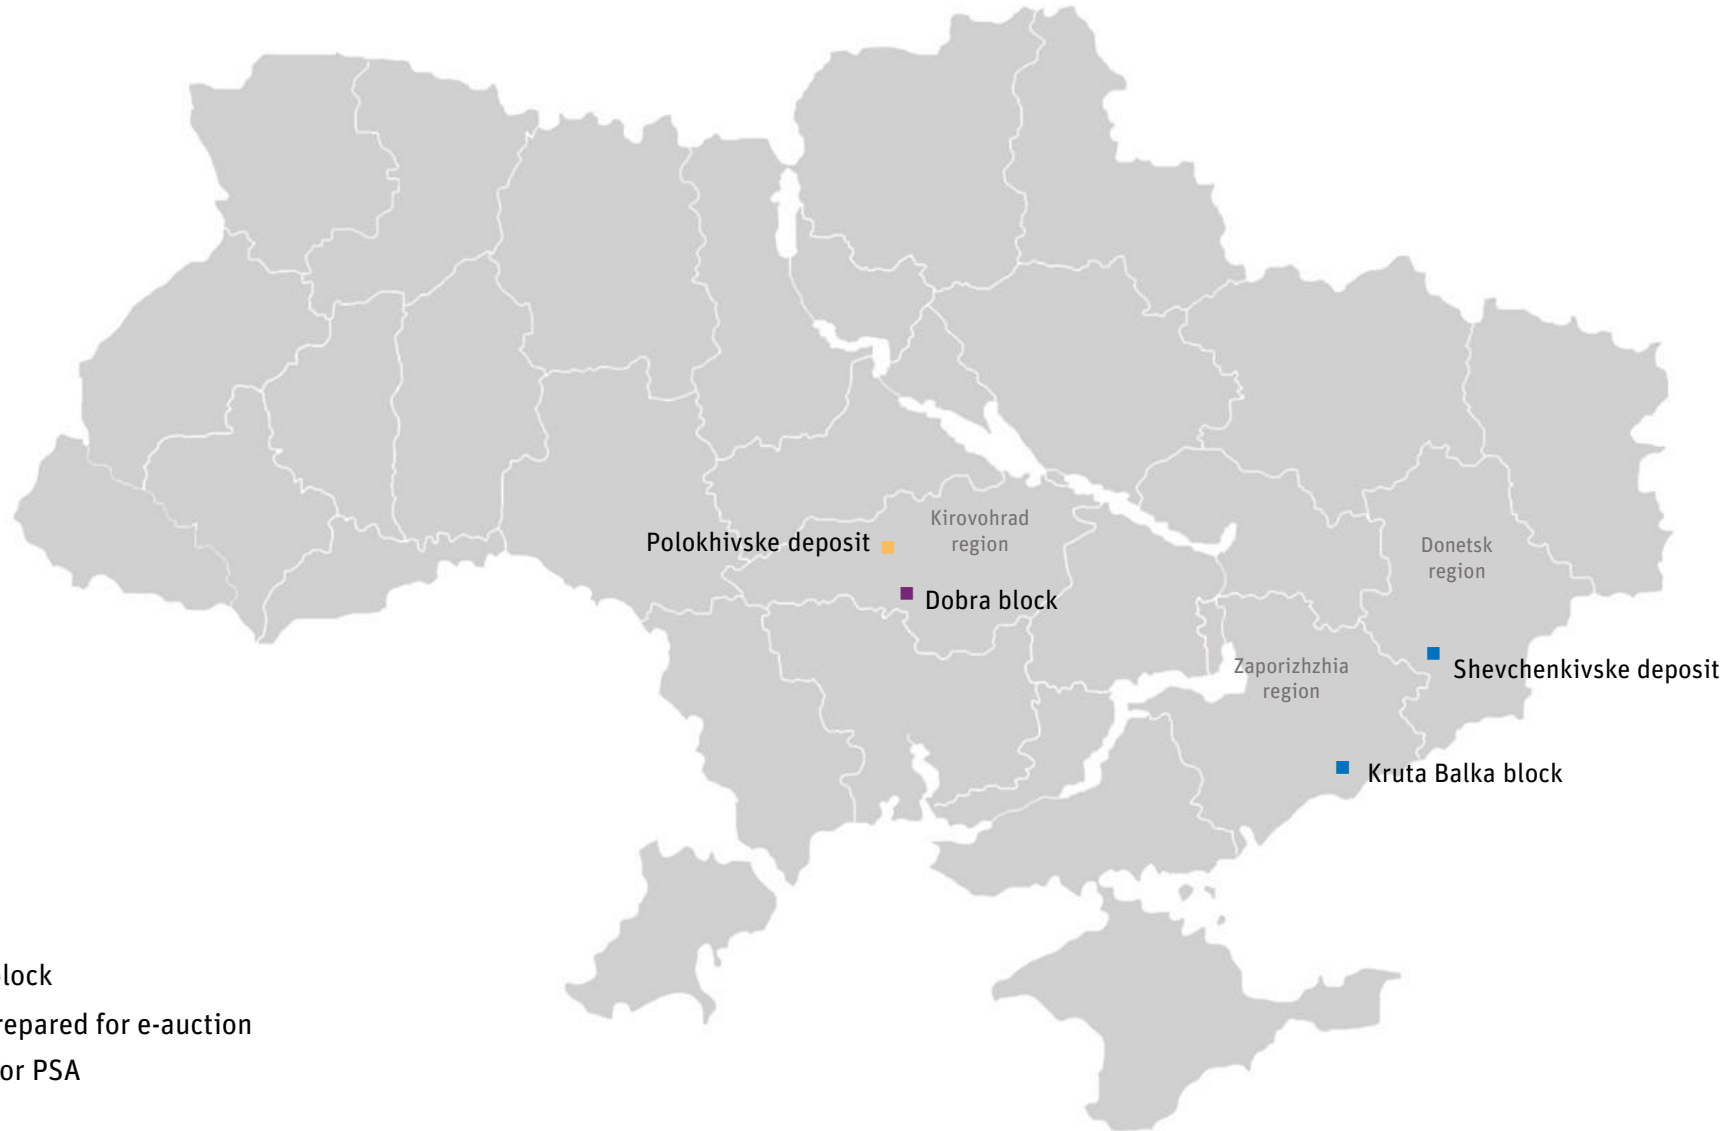 Kirovohrad
region
Polokhivske deposit
Donetsk
region
Dobra block
Zaporizhzhia
region
Shevchenkivske deposit
Kruta Balka block
lock
repared for e-auction
or PSA